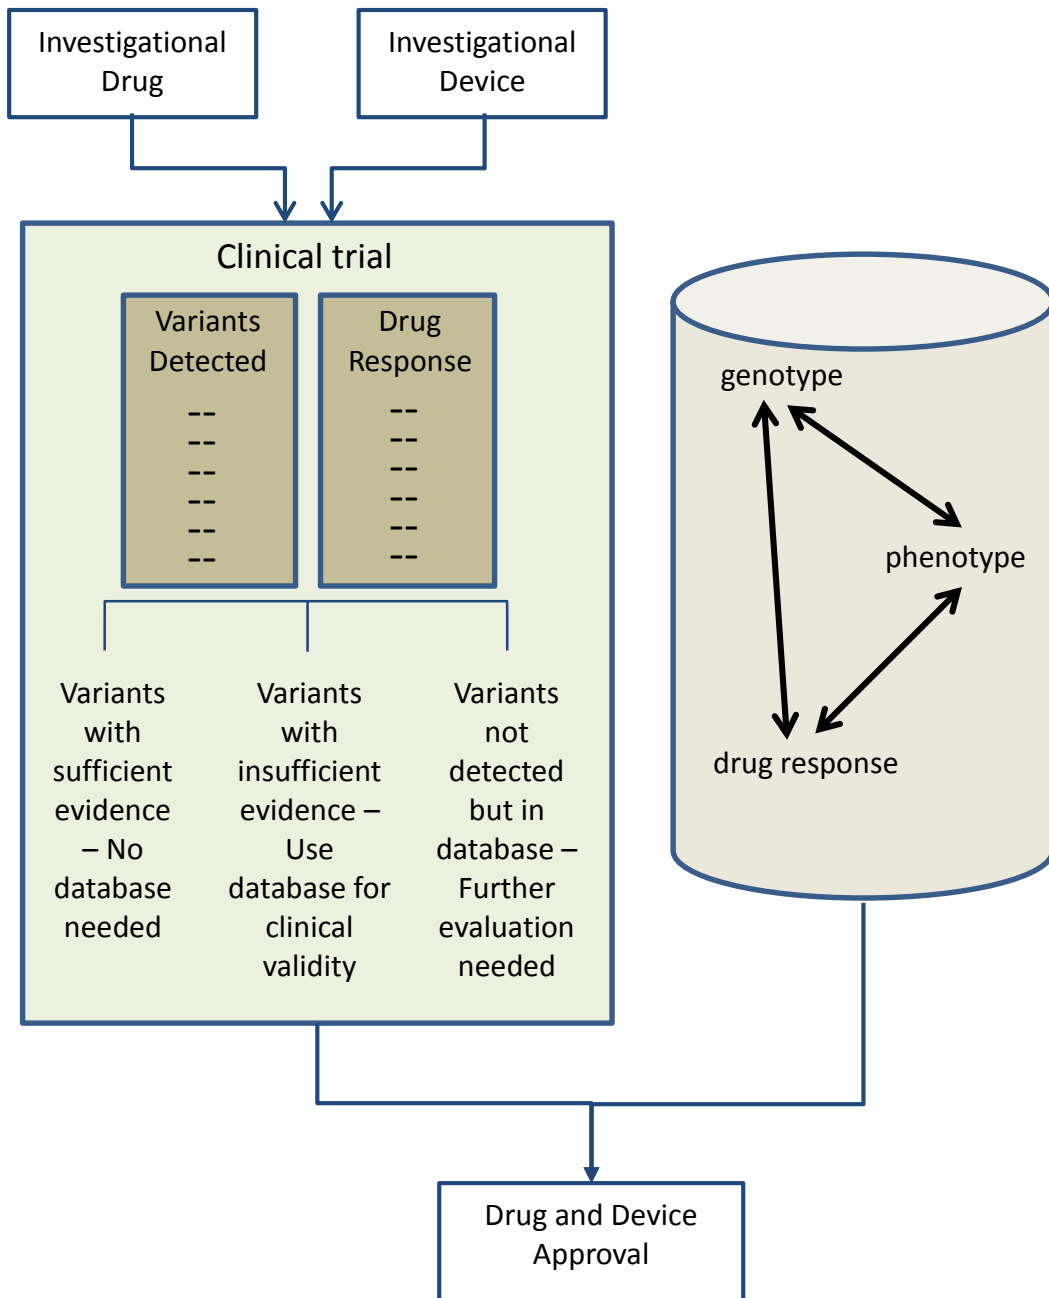 Investigational
Drug
Investigational
Device
Clinical trial
Variants
Detected
--
--
--
--
--
--
Drug
Response
--
--
--
--
--
--
Variants
with
sufficient
evidence
– No
database
needed
Variants
with
insufficient
evidence –
Use
database for
clinical
validity
Variants
not
detected
but in
database –
Further
evaluation
needed
genotype
phenotype
drug response
Drug and Device
Approval